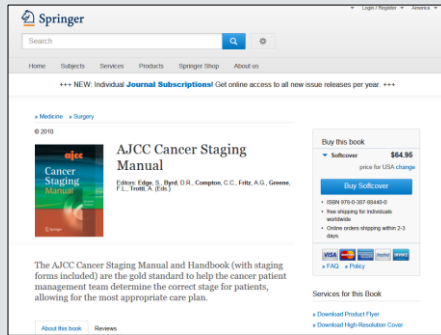 Login / Register
America
Springer
Search
Home Subjects Services Products Springer Shop About us
+++ NEW: Individual Journal Subscriptions! Get online access to all new issue releases per year. +++
Medicine » Surgery
© 2010
ajcc
Cancer
Staging
Manual
AJCC Cancer Staging
Manual
Editors: Edge, S., Byrd, D.R., Compton, C.C., Fritz, A.G., Greene,
F.L., Trotti, A. (Eds.)
Buy this book
Softcover $64.95
price for USA change
Buy Softcover
• ISBN 978-0-387-88440-0
• free shipping for individuals
worldwide
• Online orders shipping within 2-3
days.
VISA
» FAQ » Policy
The AJCC Cancer Staging Manual and Handbook (with staging
forms included) are the gold standard to help the cancer patient
management team determine the correct stage for patients,
allowing for the most appropriate care plan.
Services for this Book
» Download Product Flyer
» Download High-Resolution Cover
About this book Reviews